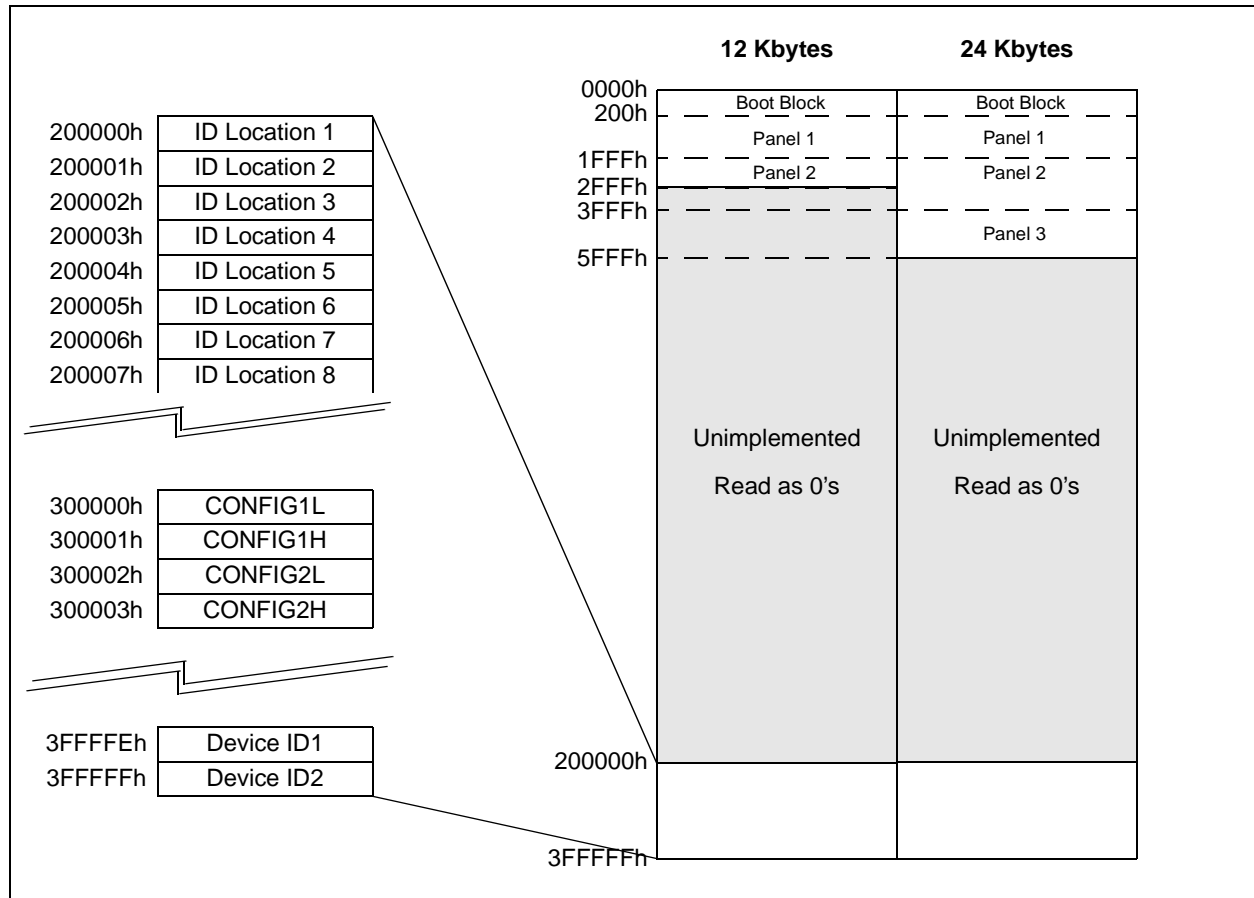 12 Kbytes 24 Kbytes
0000h Boot Block Boot Block
200h
Panel 1 Panel 1
1FFFh
Panel 2 Panel 2
2FFFh
3FFFh
Panel 3
5FFFh
Unimplemented Unimplemented
Read as 0's Read as 0's
200000h
3FFFFFh
200000h ID Location 1
200001h ID Location 2
200002h ID Location 3
200003h ID Location 4
200004h ID Location 5
200005h ID Location 6
200006h ID Location 7
200007h ID Location 8
300000h CONFIG1L
300001h CONFIG1H
300002h CONFIG2L
300003h CONFIG2H
3FFFFEh Device ID1
3FFFFFh Device ID2